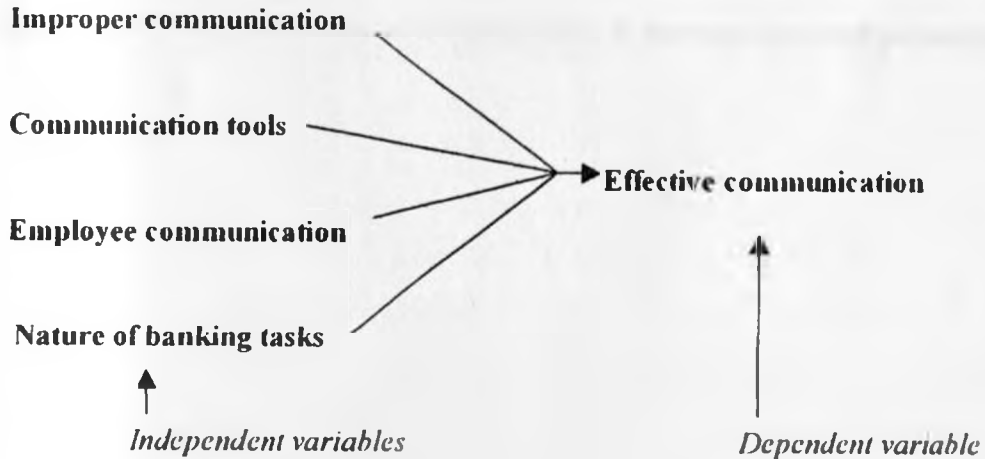 Improper communication
Communication tools
Effective communication
Employee communication
Nature of banking tasks
Independent variables
Dependent variable